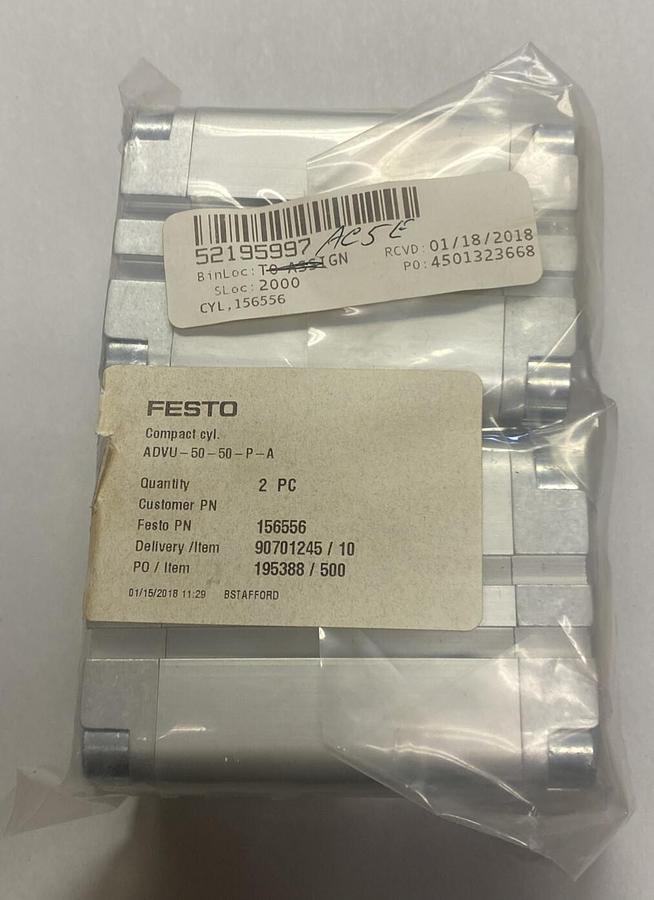 52195997 AC5E
BinLoc: TO ASSIGN
SLoc: 2000
CYL,156556
RCVD: 01/18/2018
PO: 4501323668
FESTO
Compact cyl.
ADVU-50-50-P-A
Quantity 2 PC
Customer PN
Festo PN 156556
Delivery /Item 90701245 / 10
PO / Item 195388 / 500
01/15/2018 11:29 BSTAFFORD